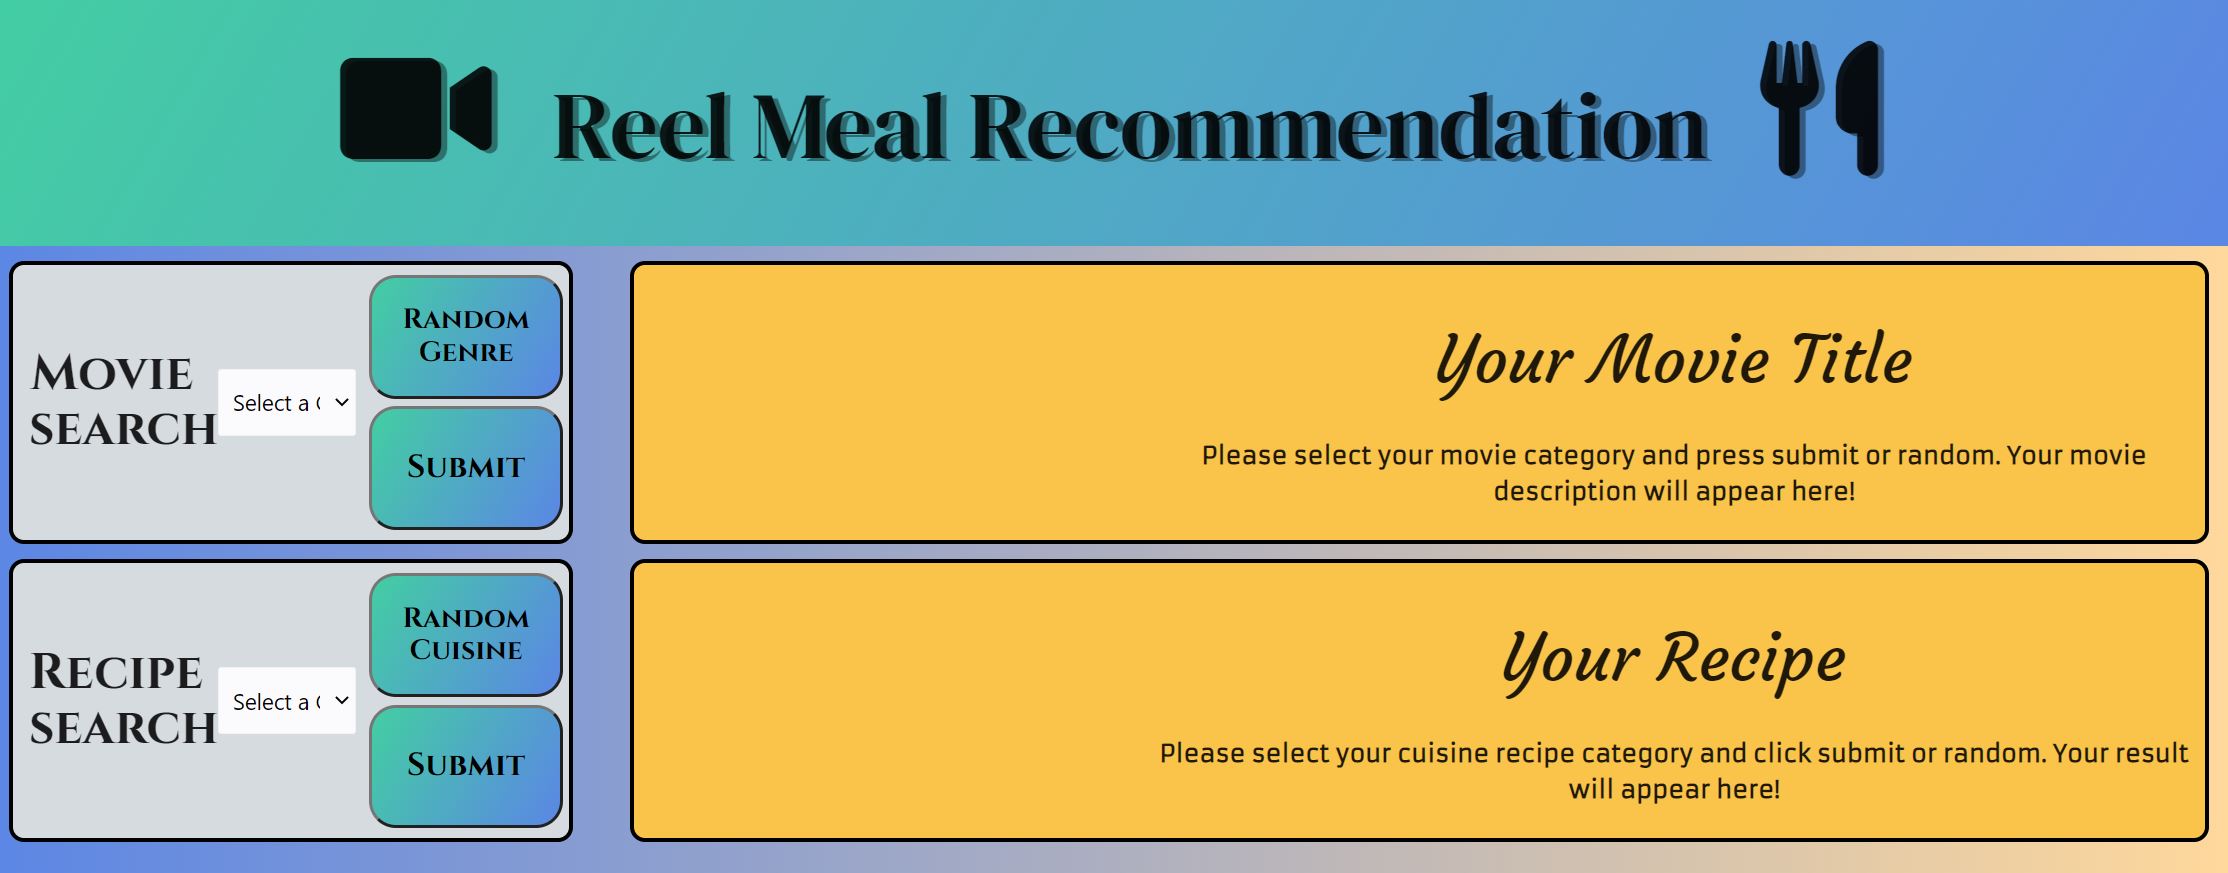 Reel Meal Recommendation
Movie
search
Select a
Random
Genre
Submit
Your Movie Title
Please select your movie category and press submit or random. Your movie
description will appear here!
Recipe
search
Select a
Random
Cuisine
Submit
Your Recipe
Please select your cuisine recipe category and click submit or random. Your result
will appear here!